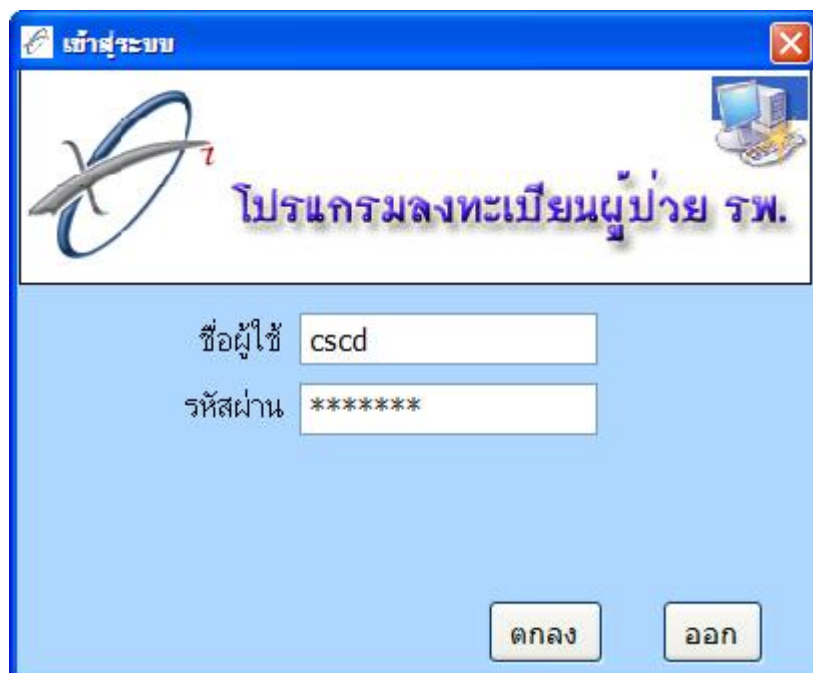 เข้าสู่ระบบ
i
โปรแกรมลงทะเบียนผู้ป่วย รพ.
ชื่อผู้ใช้ cscd
รหัสผ่าน *******
ตกลง ออก